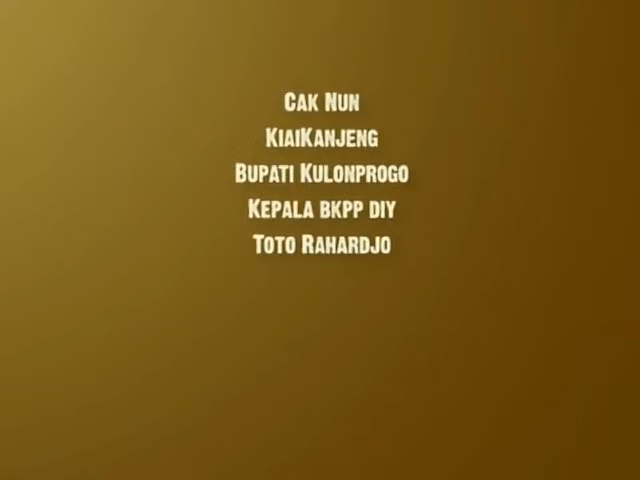 Cak Nun
KiaiKanjeng
Bupati Kulonprogo
Kepala BKPP DIY
Toto Rahardjo